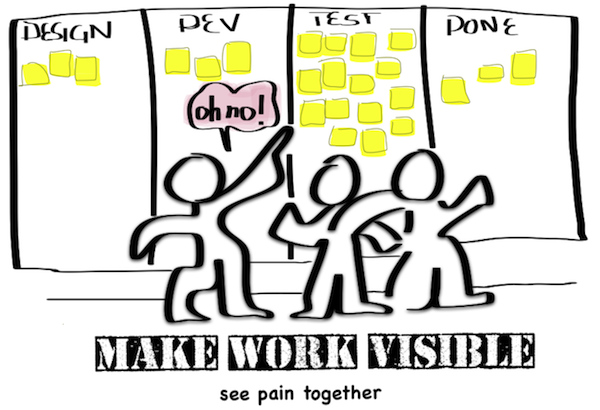 DESIGN
DEV
TEST
DONE
oh no!
MAKE WORK VISIBLE
see pain together